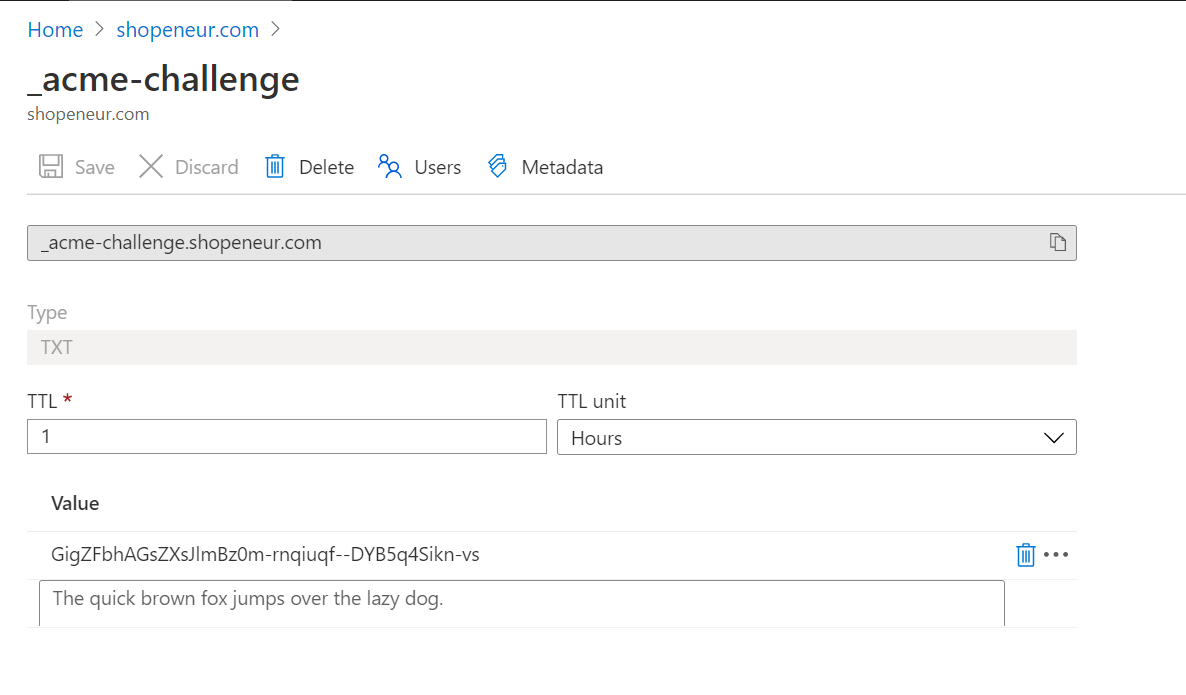 Home > shopeneur.com >
_acme-challenge
shopeneur.com
Save Discard Delete Users Metadata
_acme-challenge.shopeneur.com
Type
TXT
TTL *
TTL unit
1
Hours
Value
GigZFbhAGsZXsJlmBz0m-rnqiuqf--DYB5q4Sikn-vs
The quick brown fox jumps over the lazy dog.